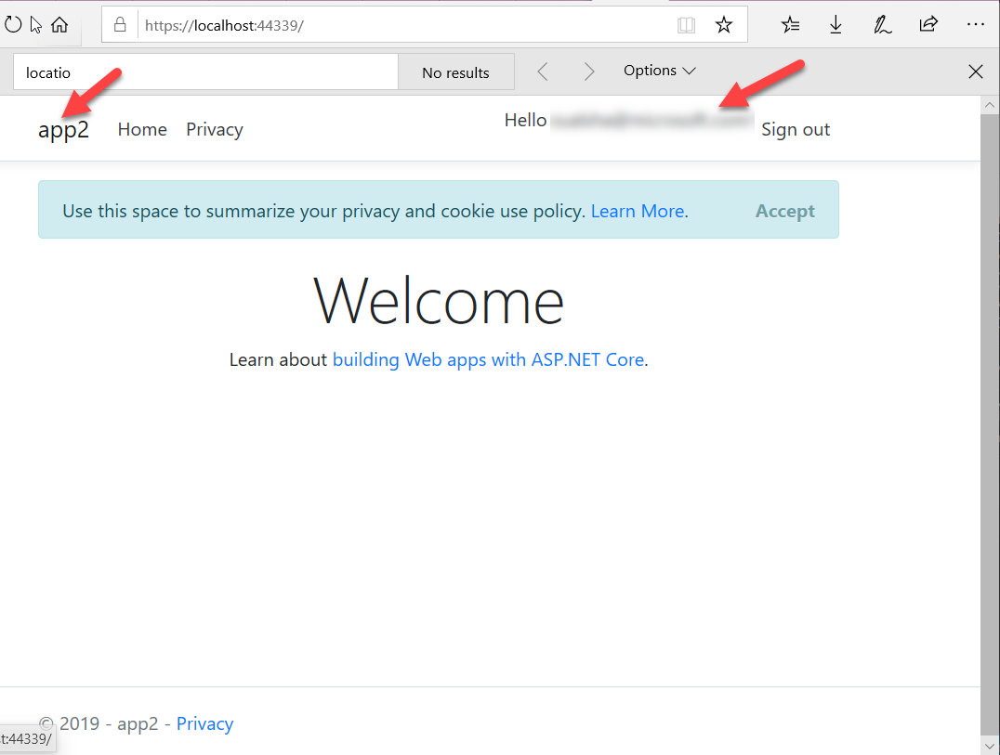 https://localhost:44339/
locatio
No results
Options
app2 Home Privacy Hello Sign out
Use this space to summarize your privacy and cookie use policy. Learn More. Accept
Welcome
Learn about building Web apps with ASP.NET Core.
© 2019 - app2 - Privacy
t:44339/